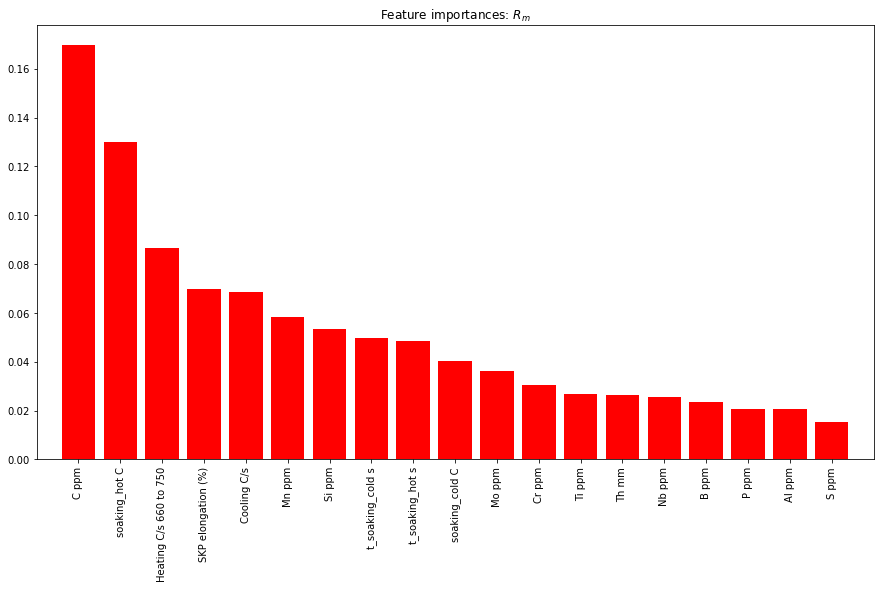 Feature importances: R_m
0.16
0.14
0.12
0.10
0.08
0.06
0.04
0.02
0.00
C ppm
soaking_hot C
Heating C/s 660 to 750
SKP elongation (%)
Cooling C/s
Mn ppm
Si ppm
t_soaking_cold s
t_soaking_hot s
soaking_cold C
Mo ppm
Cr ppm
Ti ppm
Th mm
Nb ppm
B ppm
P ppm
Al ppm
S ppm